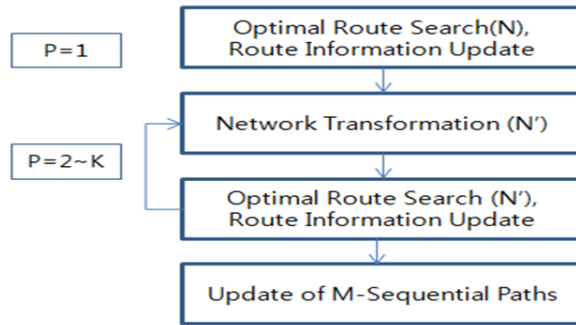 Optimal Route Search(N),
Route Information Update
P=1
Network Transformation (N')
P=2~K
Optimal Route Search (N'),
Route Information Update
Update of M-Sequential Paths